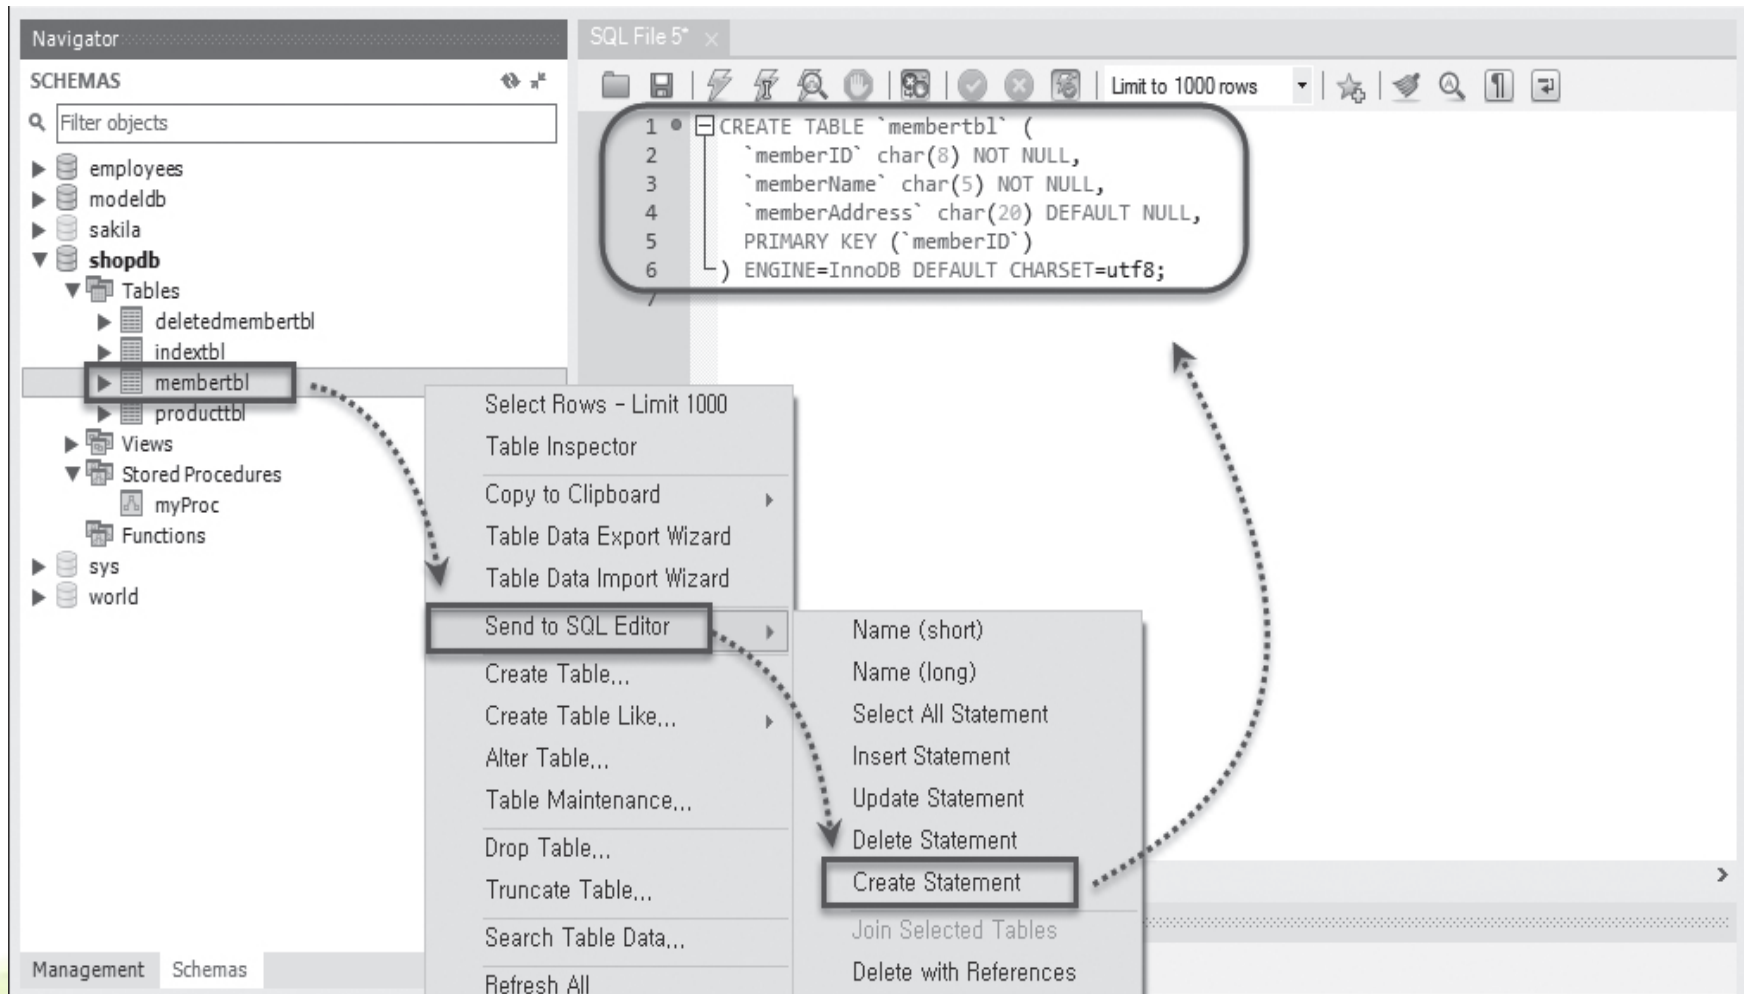 Navigator
SCHEMAS
Filter objects
employees
modeldb
sakila
shopdb
Tables
deletedmembertbl
indextbl
membertbl
producttbl
Views
Stored Procedures
myProc
Functions
sys
world
Management Schemas
SQL File 5*
Limit to 1000 rows
1 CREATE TABLE `membertbl` (
2 `memberID` char(8) NOT NULL,
3 `memberName` char(5) NOT NULL,
4 `memberAddress` char(20) DEFAULT NULL,
5 PRIMARY KEY (`memberID`)
6 ) ENGINE=InnoDB DEFAULT CHARSET=utf8;
7
Select Rows - Limit 1000
Table Inspector
Copy to Clipboard
Table Data Export Wizard
Table Data Import Wizard
Send to SQL Editor
Create Table...
Create Table Like...
Alter Table...
Table Maintenance...
Drop Table...
Truncate Table...
Search Table Data...
Refresh All
Name (short)
Name (long)
Select All Statement
Insert Statement
Update Statement
Delete Statement
Create Statement
Join Selected Tables
Delete with References